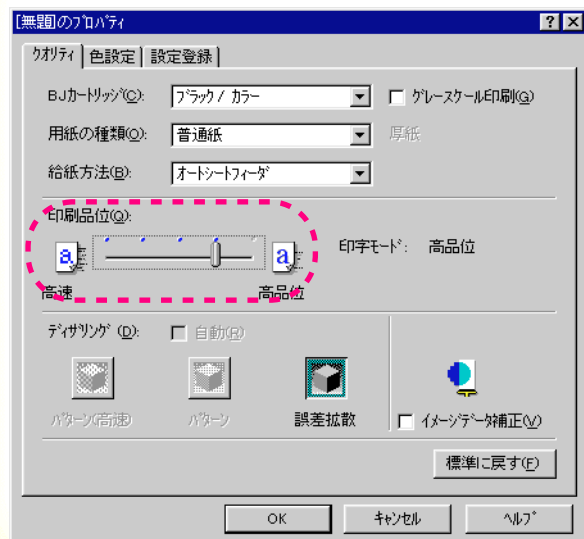 [無題]のﾌﾟﾛﾊﾟﾃｨ
ｸｵﾘﾃｨ 色設定 設定登録
BJｶｰﾄﾘｯｼﾞ(C): ﾌﾞﾗｯｸ / ｶﾗｰ ｸﾞﾚｰｽｹｰﾙ印刷(G)
用紙の種類(O): 普通紙 厚紙
給紙方法(B): ｵｰﾄｼｰﾄﾌｨｰﾀﾞ
印刷品位(Q):
a a 印字ﾓｰﾄﾞ: 高品位
高速 高品位
ﾃﾞｨｻﾞﾘﾝｸﾞ (D): 自動(R)
ﾊﾟﾀｰﾝ(高速) ﾊﾟﾀｰﾝ 誤差拡散 ｲﾒｰｼﾞﾃﾞｰﾀ補正(V)
標準に戻す(F)
OK ｷｬﾝｾﾙ ﾍﾙﾌﾟ